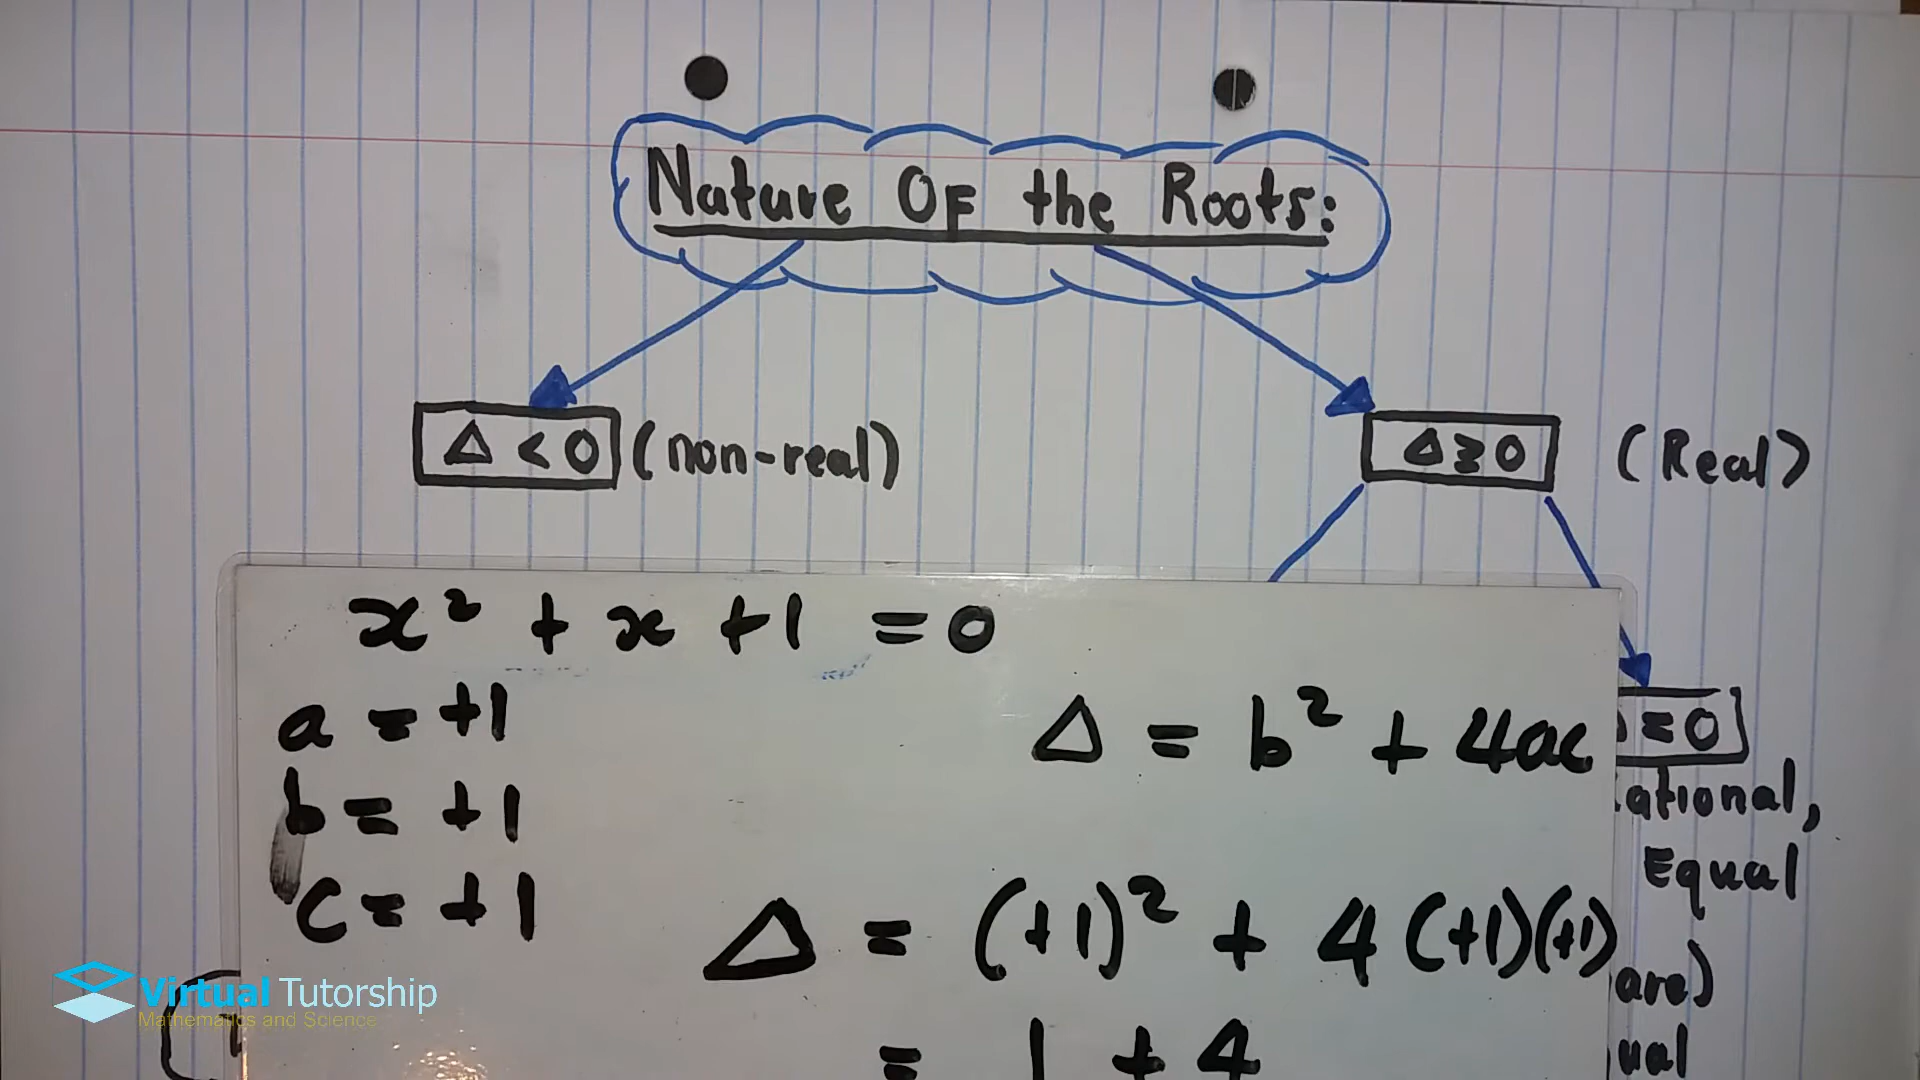 Nature Of the Roots:
Δ < 0 (non-real)
Δ ≥ 0 (Real)
x² + x + 1 = 0
a = +1
Δ = b² + 4ac
= 0
b = +1
ational,
Equal
c = +1
Δ = (+1)² + 4(+1)(+1)
are)
= 1 + 4
ual
Virtual Tutorship
Mathematics and Science